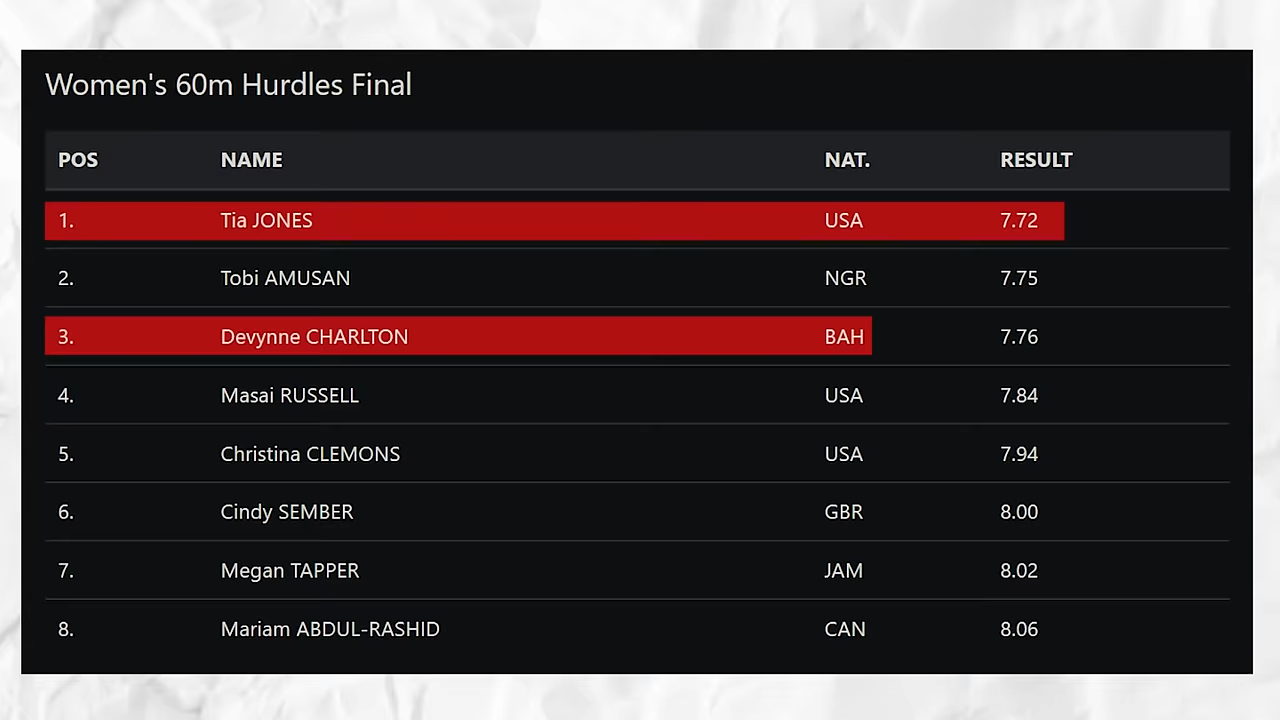 Women's 60m Hurdles Final
POS NAME NAT. RESULT
1. Tia JONES USA 7.72
2. Tobi AMUSAN NGR 7.75
3. Devynne CHARLTON BAH 7.76
4. Masai RUSSELL USA 7.84
5. Christina CLEMONS USA 7.94
6. Cindy SEMBER GBR 8.00
7. Megan TAPPER JAM 8.02
8. Mariam ABDUL-RASHID CAN 8.06